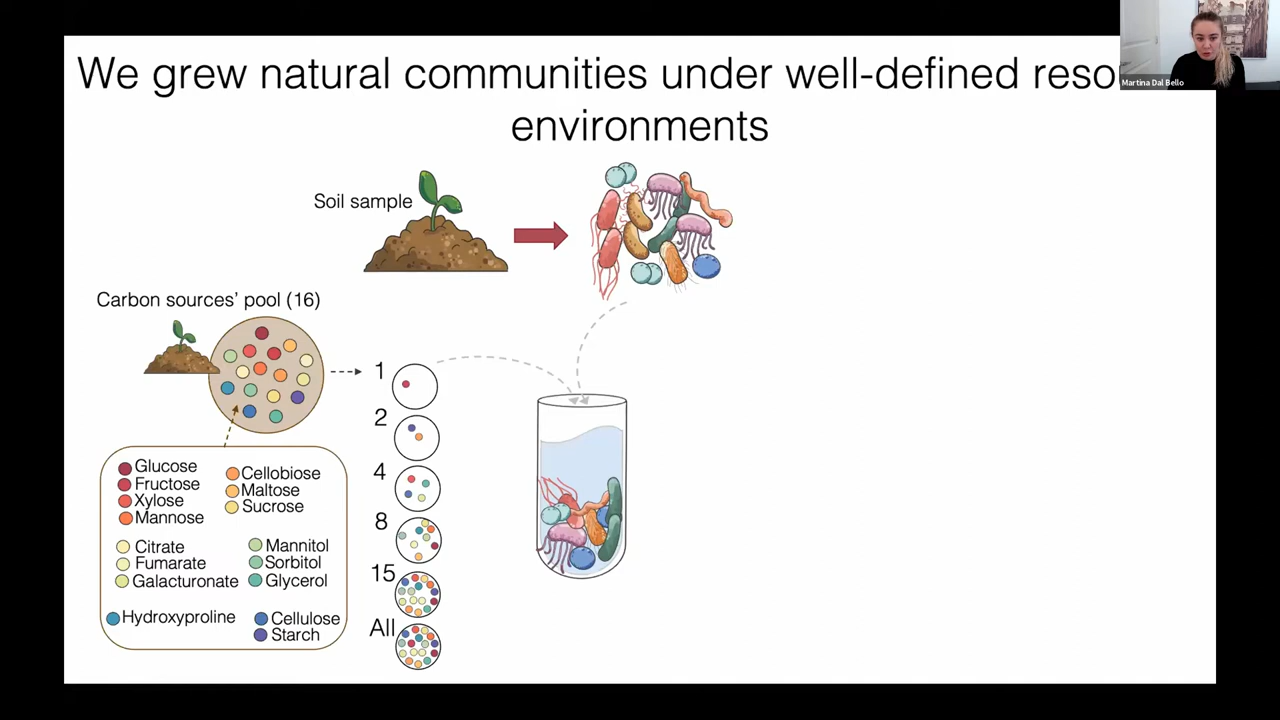 We grew natural communities under well-defined reso
environments
Martina Dal Bello
Soil sample
Carbon sources' pool (16)
1
2
4
8
15
All
Glucose
Fructose
Xylose
Mannose
Cellobiose
Maltose
Sucrose
Citrate
Fumarate
Galacturonate
Mannitol
Sorbitol
Glycerol
Hydroxyproline
Cellulose
Starch